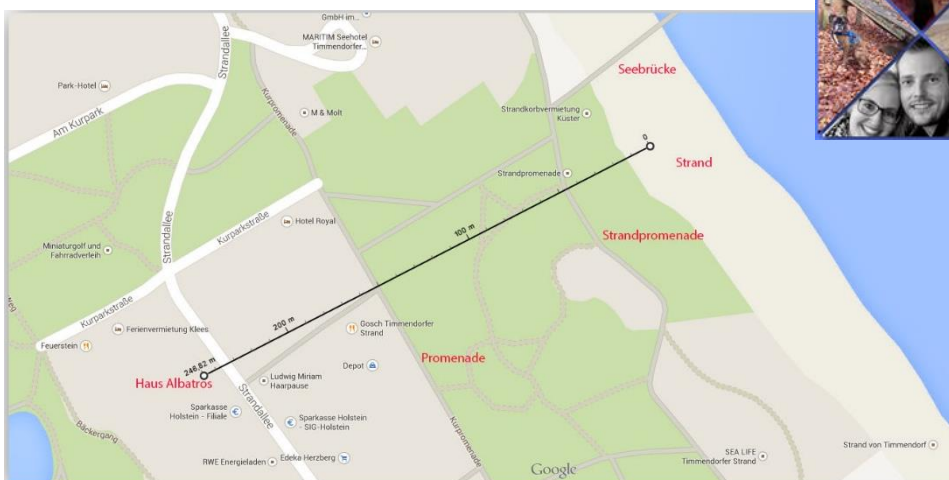 GmbH im...
MARITIM Seehotel
Timmendorfer...
Strandallee
Park-Hotel
Am Kurpark
Kurpromenade
M & Molt
Seebrücke
Strandkorbvermietung
Küster
0
Strand
Strandpromenade
Strandpromenade
100 m
Hotel Royal
Kurparkstraße
Miniaturgolf und
Fahrradverleih
Strandallee
Kurparkstraße
Ferienvermietung Klees
200 m
Gosch Timmendorfer
Strand
Feuerstein
246,82 m
Depot
Promenade
Haus Albatros
Ludwig Miriam
Haarpause
Strandallee
Sparkasse
Holstein - Filiale
Sparkasse Holstein
- SIG-Holstein
Kurpromenade
Bäckergang
RWE Energieladen
Edeka Herzberg
Google
SEA LIFE
Timmendorfer Strand
Strand von Timmendorf